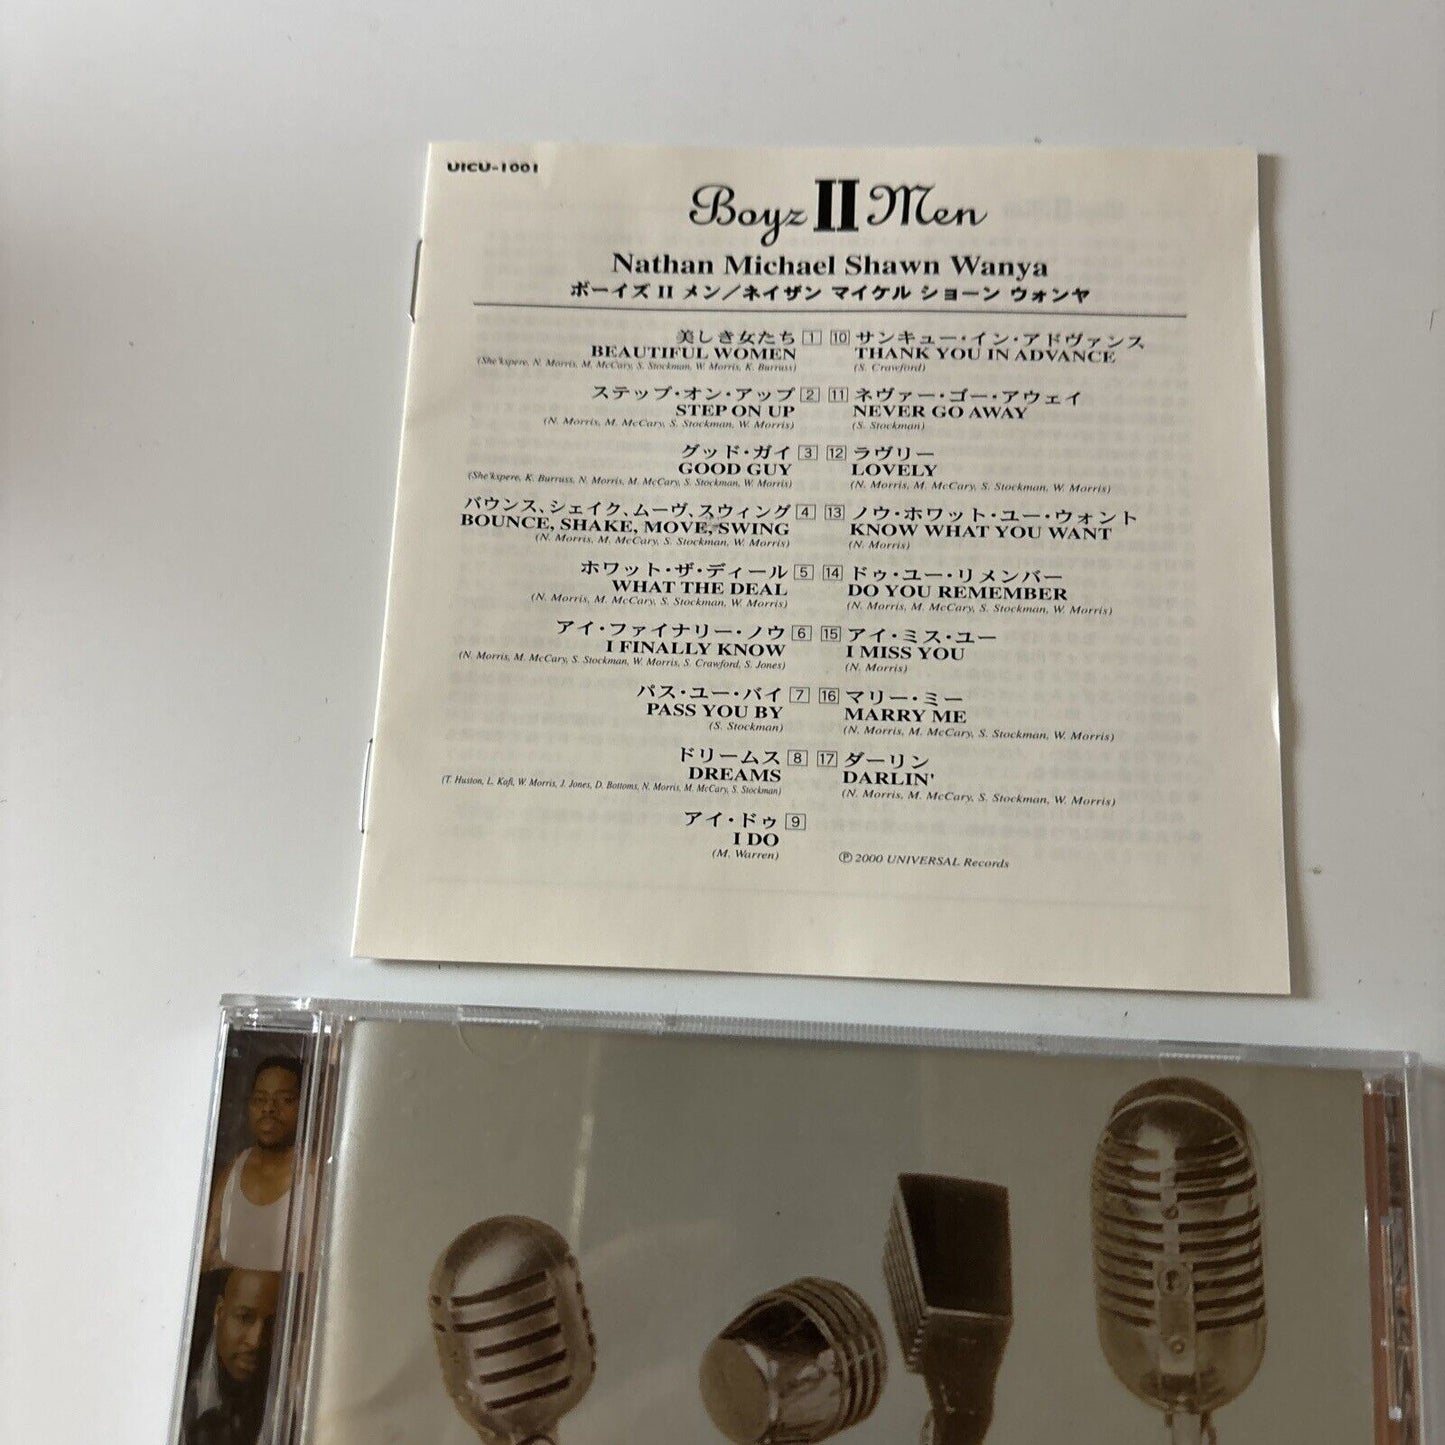 UICU-1001
Boyz II Men
Nathan Michael Shawn Wanya
ボーイズ II メン／ネイザン マイケル ショーン ウォンヤ
美しき女たち 1
BEAUTIFUL WOMEN
(She'kspere, N. Morris, M. McCary, S. Stockman, W. Morris, K. Burruss)
ステップ・オン・アップ 2
STEP ON UP
(N. Morris, M. McCary, S. Stockman, W. Morris)
グッド・ガイ 3
GOOD GUY
(She'kspere, K. Burruss, N. Morris, M. McCary, S. Stockman, W. Morris)
バウンス、シェイク、ムーヴ、スウィング 4
BOUNCE, SHAKE, MOVE, SWING
(N. Morris, M. McCary, S. Stockman, W. Morris)
ホワット・ザ・ディール 5
WHAT THE DEAL
(N. Morris, M. McCary, S. Stockman, W. Morris)
アイ・ファイナリー・ノウ 6
I FINALLY KNOW
(N. Morris, M. McCary, S. Stockman, W. Morris, S. Crawford, S. Jones)
パス・ユー・バイ 7
PASS YOU BY
(S. Stockman)
ドリームス 8
DREAMS
(T. Huston, L. Kafi, W. Morris, J. Jones, D. Bottoms, N. Morris, M. McCary, S. Stockman)
アイ・ドゥ 9
I DO
(M. Warren)
10 サンキュー・イン・アドヴァンス
THANK YOU IN ADVANCE
(S. Crawford)
11 ネヴァー・ゴー・アウェイ
NEVER GO AWAY
(S. Stockman)
12 ラヴリー
LOVELY
(N. Morris, M. McCary, S. Stockman, W. Morris)
13 ノウ・ホワット・ユー・ウォント
KNOW WHAT YOU WANT
(N. Morris)
14 ドゥ・ユー・リメンバー
DO YOU REMEMBER
(N. Morris, M. McCary, S. Stockman, W. Morris)
15 アイ・ミス・ユー
I MISS YOU
(N. Morris)
16 マリー・ミー
MARRY ME
(N. Morris, M. McCary, S. Stockman, W. Morris)
17 ダーリン
DARLIN'
(N. Morris, M. McCary, S. Stockman, W. Morris)
Ⓟ 2000 UNIVERSAL Records